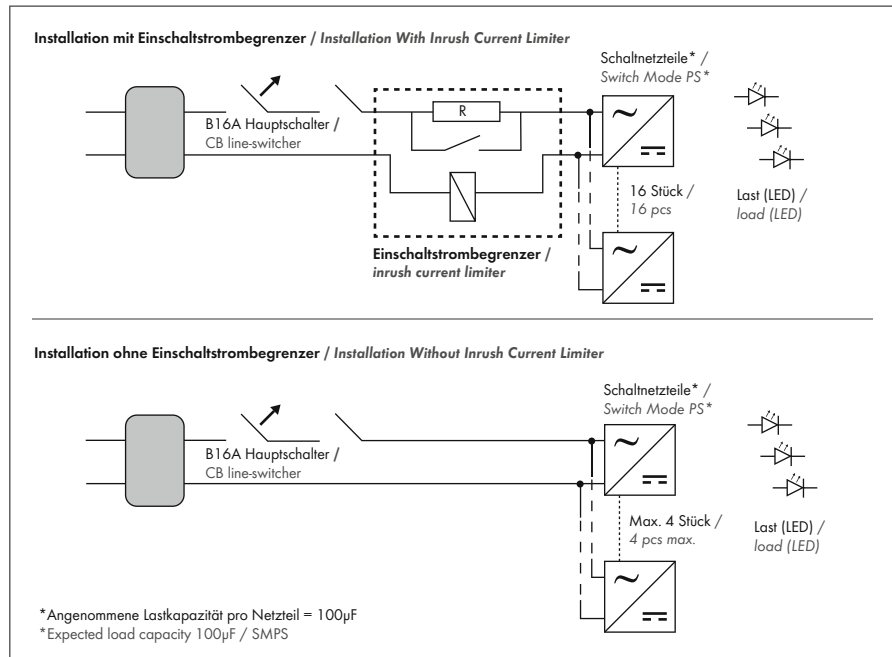 Installation mit Einschaltstrombegrenzer / Installation With Inrush Current Limiter
Schaltnetzteile* /
Switch Mode PS*
R
B16A Hauptschalter /
CB line-switcher
16 Stück /
16 pcs
Last (LED) /
load (LED)
Einschaltstrombegrenzer /
inrush current limiter
Installation ohne Einschaltstrombegrenzer / Installation Without Inrush Current Limiter
Schaltnetzteile* /
Switch Mode PS*
B16A Hauptschalter /
CB line-switcher
Max. 4 Stück /
4 pcs max.
Last (LED) /
load (LED)
*Angenommene Lastkapazität pro Netzteil = 100µF
*Expected load capacity 100µF / SMPS